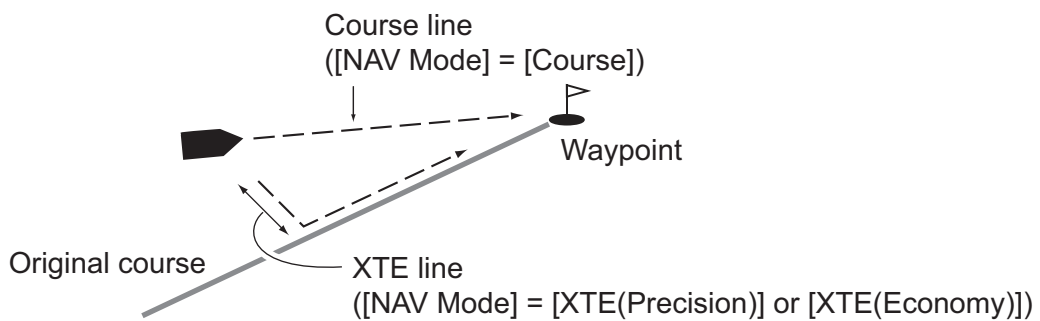 Course line
([NAV Mode] = [Course])
Waypoint
Original course
XTE line
([NAV Mode] = [XTE(Precision)] or [XTE(Economy)])